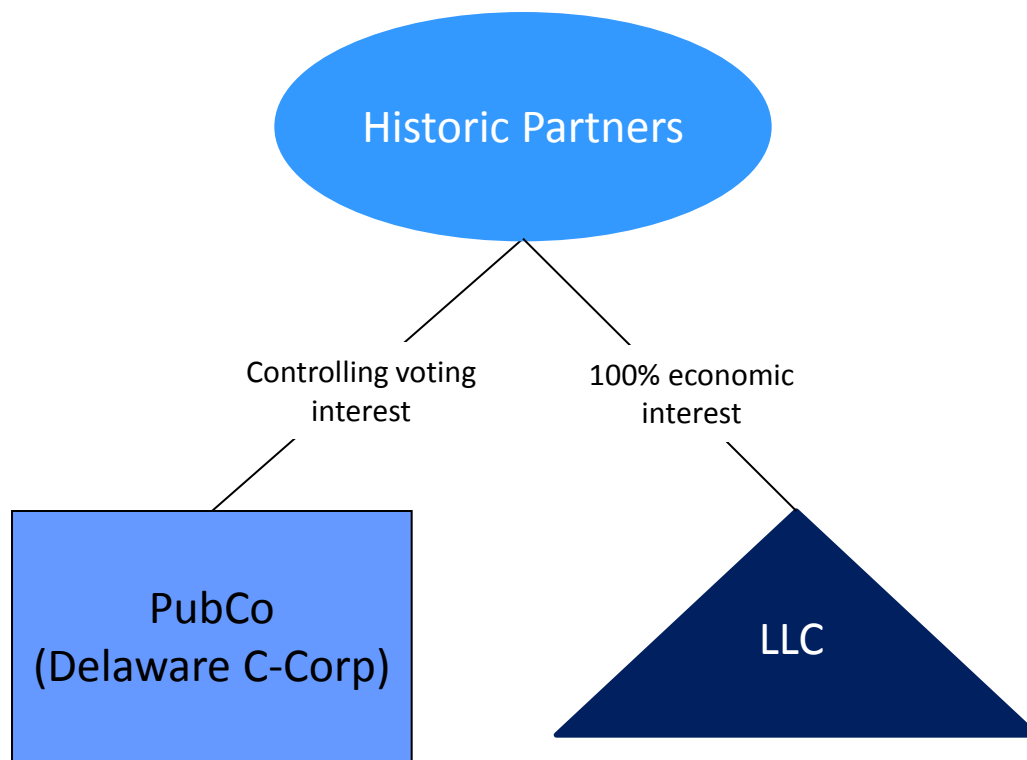 Historic Partners
Controlling voting
interest
100% economic
interest
PubCo
(Delaware C-Corp)
LLC